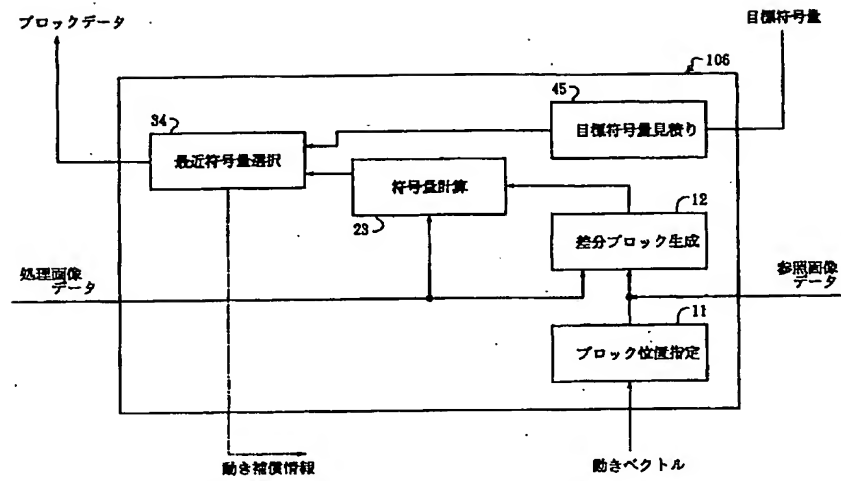 ブロックデータ
目標符号量
106
34
45
最近符号量選択
目標符号量見積り
符号量計算
23
12
差分ブロック生成
処理画像
データ
参照画像
データ
11
ブロック位置指定
動き補償情報
動きベクトル